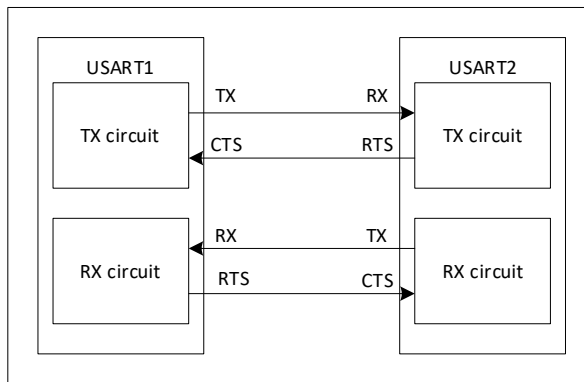 USART1 USART2
TX RX
TX circuit TX circuit
CTS RTS
RX TX
RX circuit RX circuit
RTS CTS